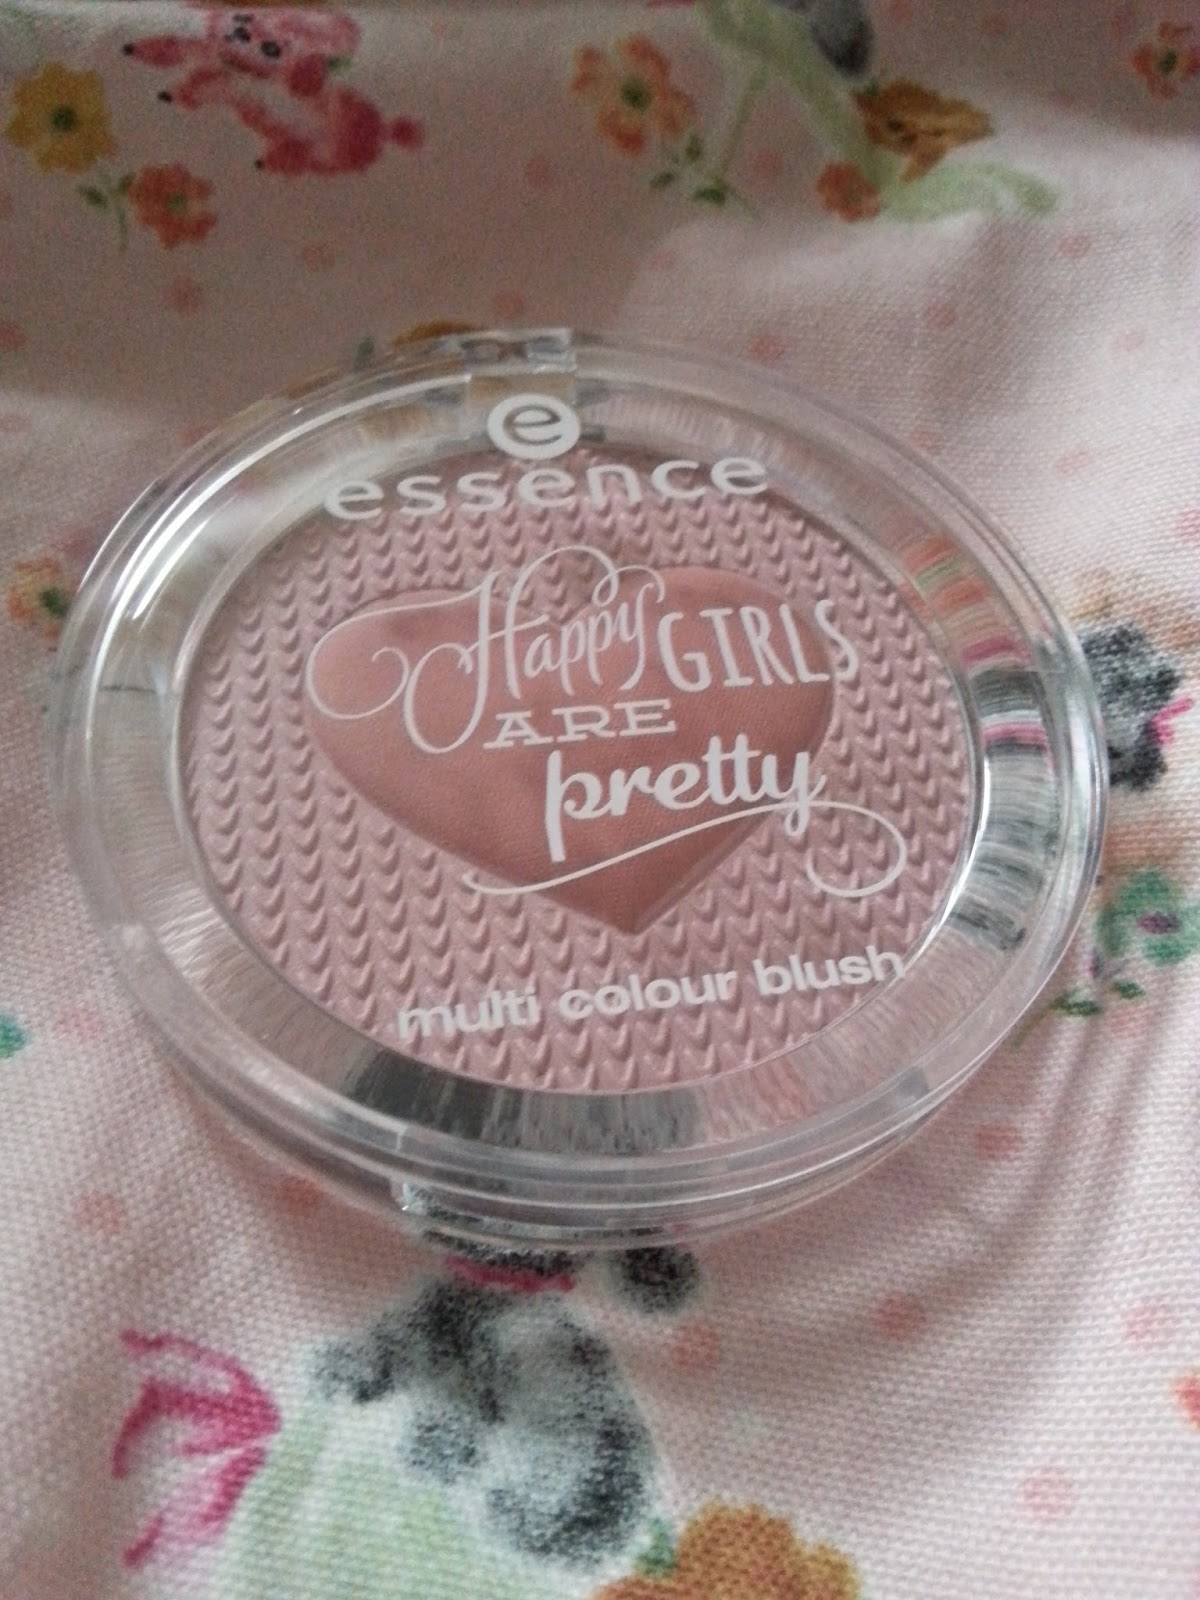 e
essence
Happy GIRLS
ARE
pretty
multi colour blush